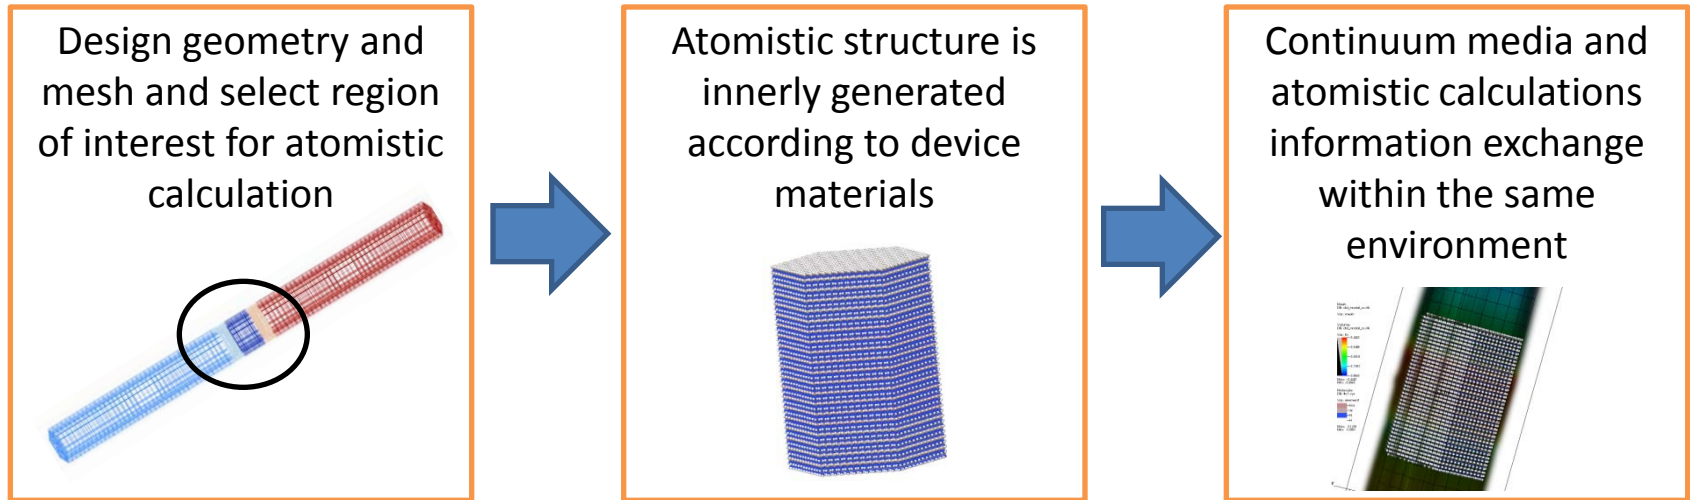 Design geometry and
mesh and select region
of interest for atomistic
calculation
Atomistic structure is
innerly generated
according to device
materials
Continuum media and
atomistic calculations
information exchange
within the same
environment